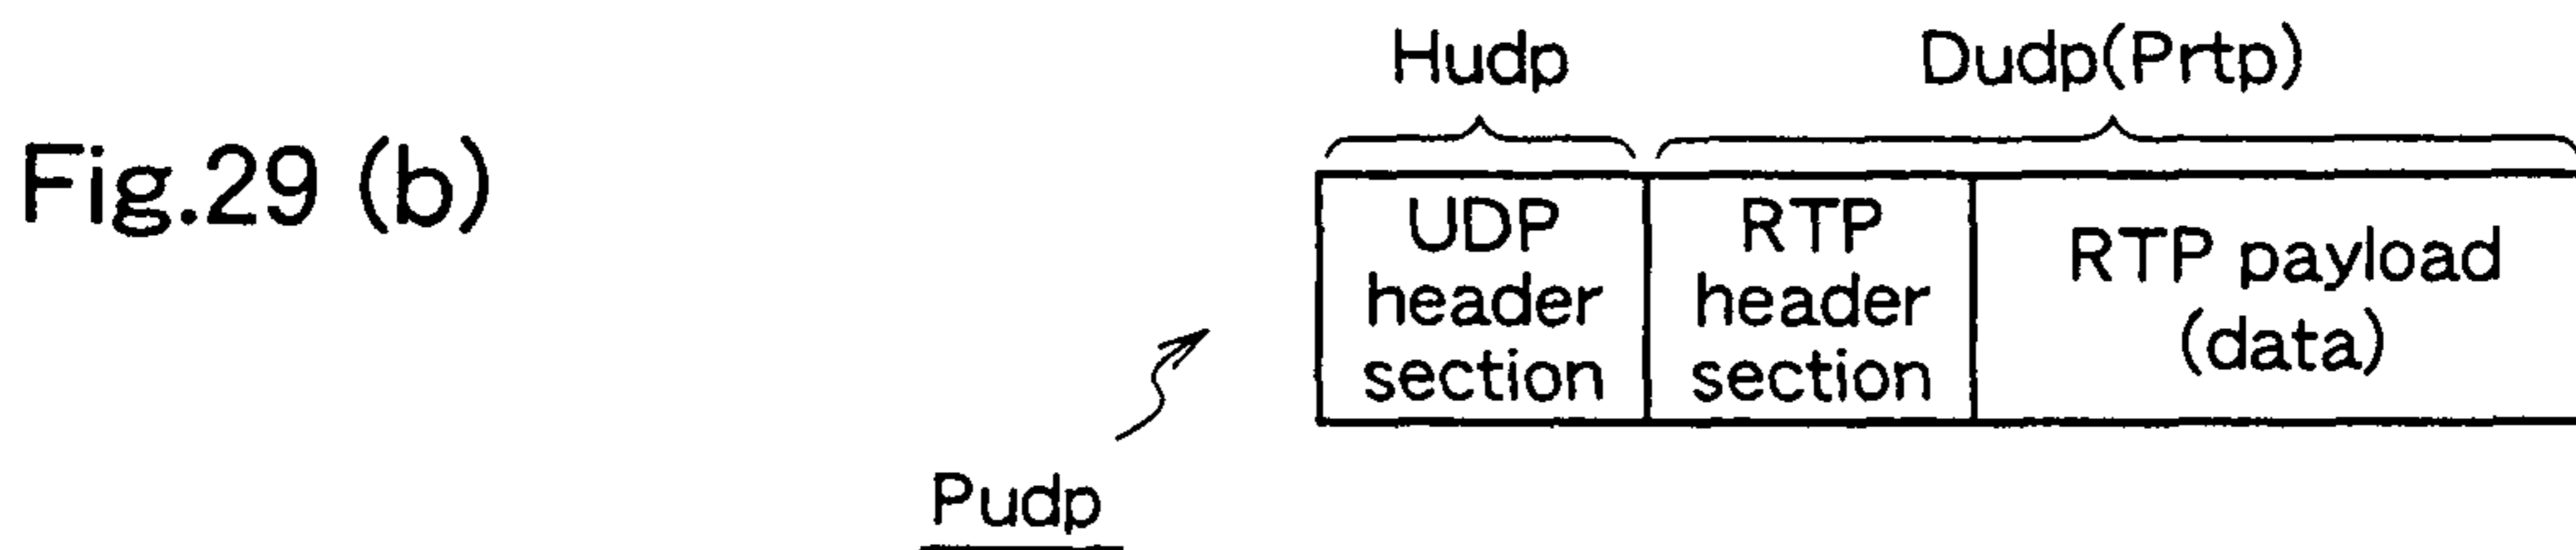 Fig.29 (b)
Hudp
Dudp(Prtp)
UDP
header
section
RTP
header
section
RTP payload
(data)
Pudp